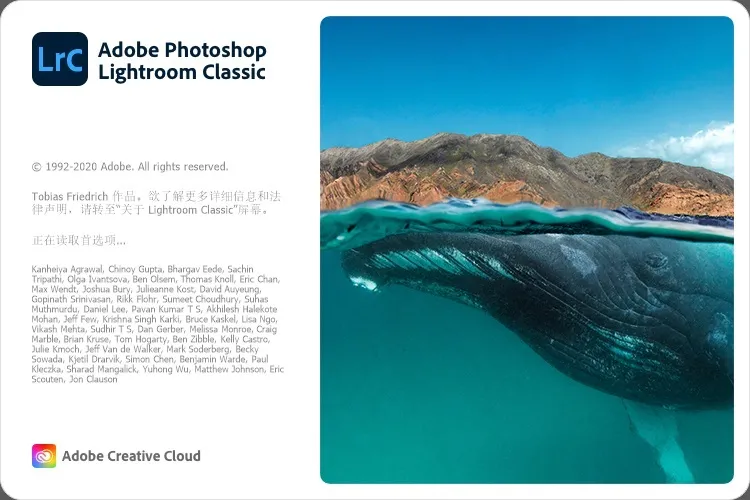 LrC
Adobe Photoshop
Lightroom Classic
© 1992-2020 Adobe. All rights reserved.
Tobias Friedrich 作品。欲了解更多详细信息和法
律声明，请转至“关于 Lightroom Classic”屏幕。
正在读取首选项...
Kanheiya Agrawal, Chinoy Gupta, Bhargav Eede, Sachin
Tripathi, Olga Ivantsova, Ben Olsem, Thomas Knoll, Eric Chan,
Max Wendt, Joshua Bury, Julieanne Kost, David Auyeung,
Gopinath Srinivasan, Rikk Flohr, Sumeet Choudhury, Suhas
Muthmurdu, Daniel Lee, Pavan Kumar T S, Akhilesh Halekote
Mohan, Jeff Few, Krishna Singh Karki, Bruce Kaskel, Lisa Ngo,
Vikash Mehta, Sudhir T S, Dan Gerber, Melissa Monroe, Craig
Marble, Brian Kruse, Tom Hogarty, Ben Zibble, Kelly Castro,
Julie Kmoch, Jeff Van de Walker, Mark Soderberg, Becky
Sowada, Kjetil Drarvik, Simon Chen, Benjamin Warde, Paul
Kleczka, Sharad Mangalick, Yuhong Wu, Matthew Johnson, Eric
Scouten, Jon Clauson
Adobe Creative Cloud